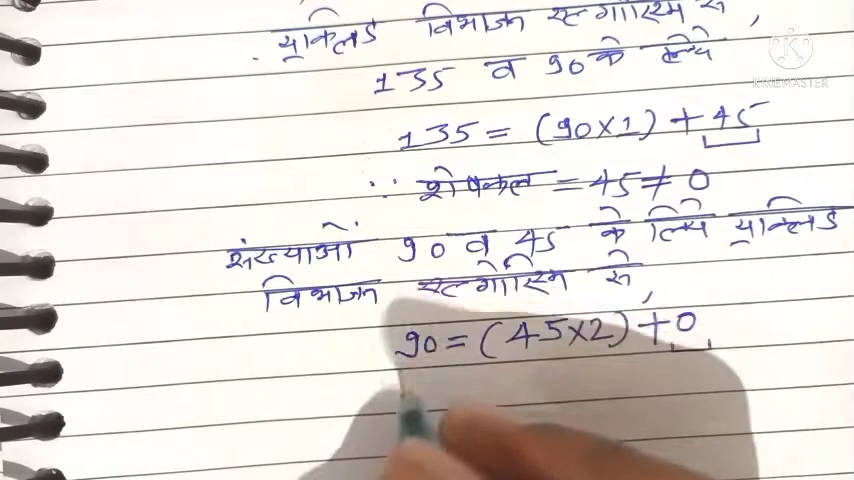 यूक्लिड विभाजन एल्गोरिथ्म से,
135 व 90 के लिये
135 = (90×1) + 45
∵ शेषफल = 45 ≠ 0
संख्याओं 90 व 45 के लिये यूक्लिड
विभाजन एल्गोरिथ्म से,
90 = (45×2) + 0
KINEMASTER